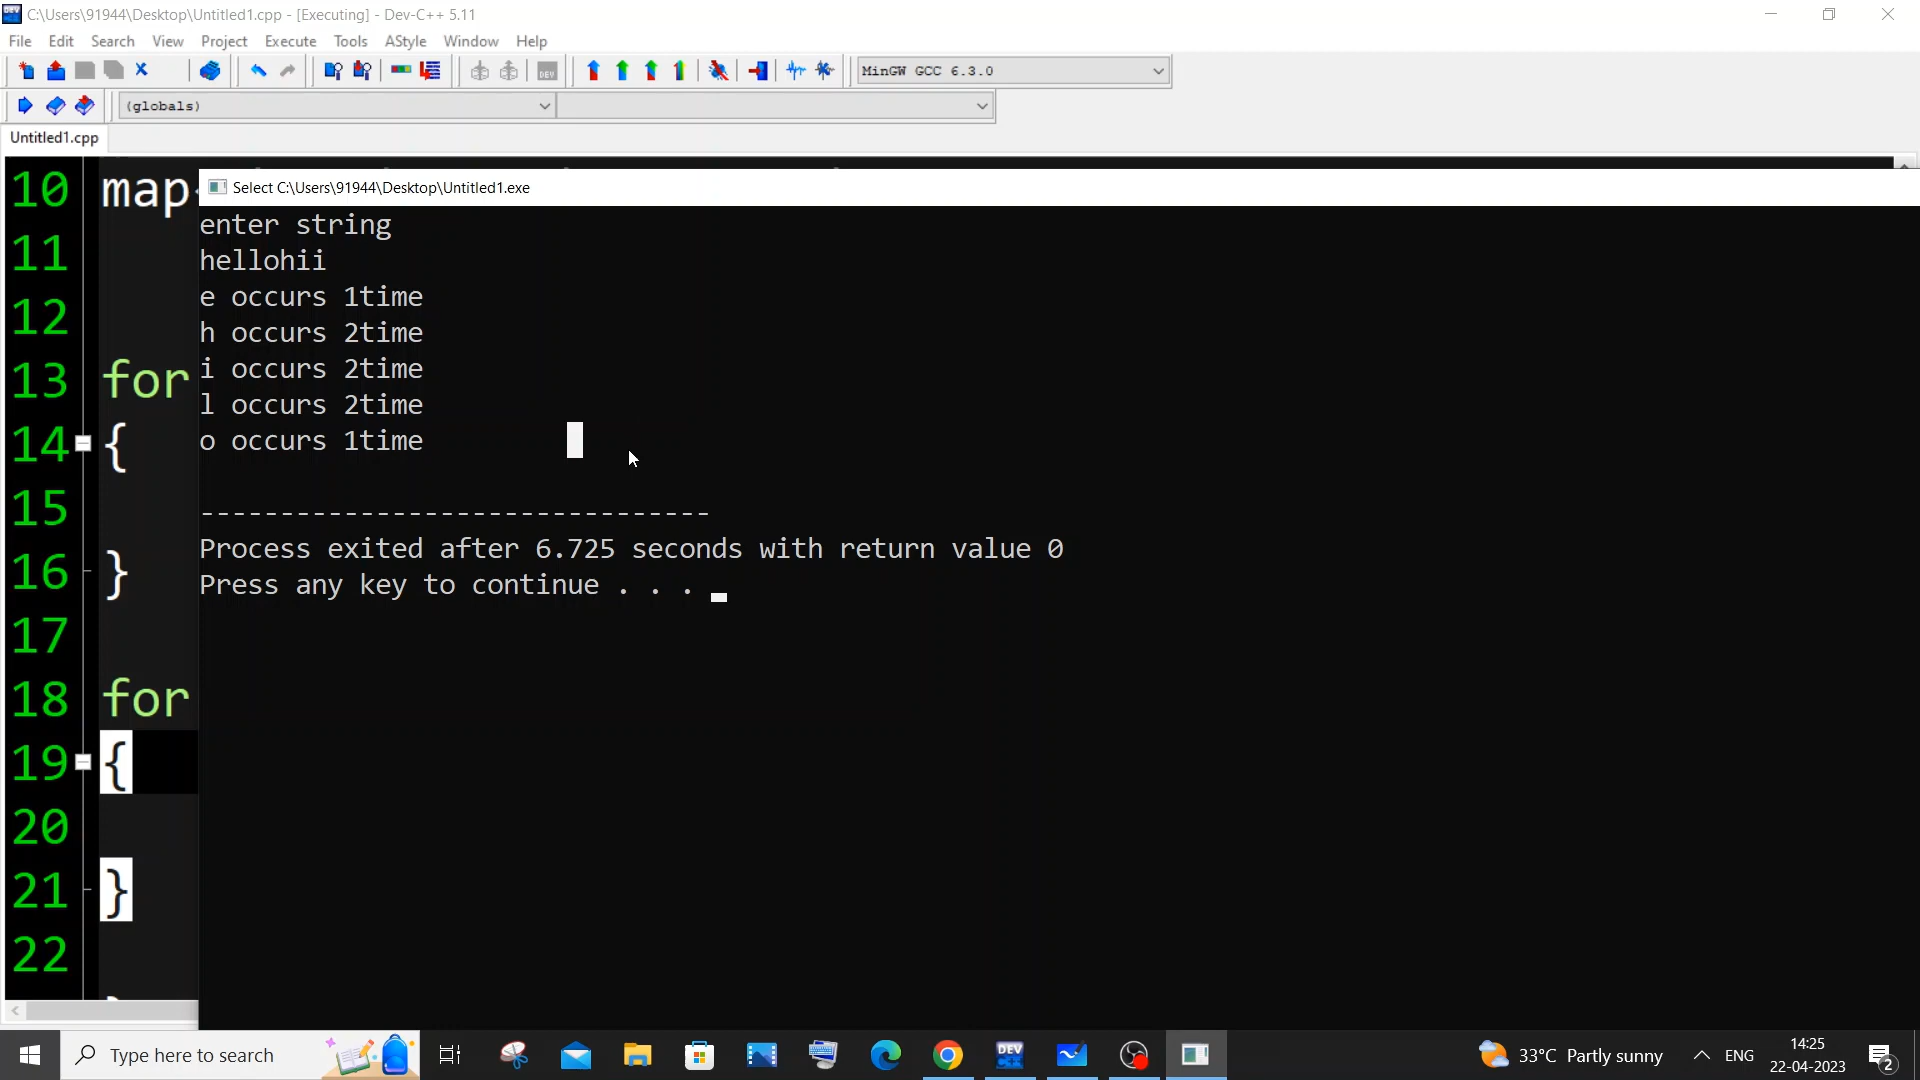 C:\Users\91944\Desktop\Untitled1.cpp - [Executing] - Dev-C++ 5.11
File Edit Search View Project Execute Tools AStyle Window Help
DEV
MinGW GCC 6.3.0
(globals)
Untitled1.cpp
10 map
Select C:\Users\91944\Desktop\Untitled1.exe
enter string
11
hellohii
e occurs 1time
12
h occurs 2time
13 for
i occurs 2time
l occurs 2time
14 {
o occurs 1time
15
--------------------------------
Process exited after 6.725 seconds with return value 0
16 }
Press any key to continue . . .
17
18 for
19 {
20
21 }
22
Type here to search
DEV
33°C Partly sunny
ENG
14:25
22-04-2023
2